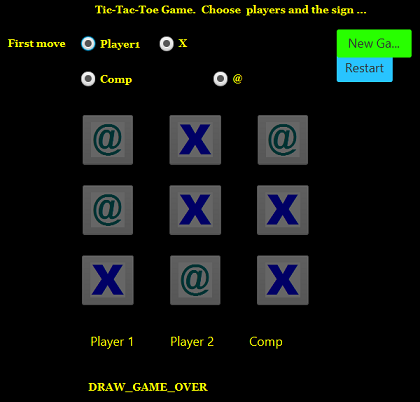 Tic-Tac-Toe Game. Choose players and the sign ...
First move Player1 X New Ga...
Restart
Comp @
@ X @
@ X X
X @ X
Player 1 Player 2 Comp
DRAW_GAME_OVER